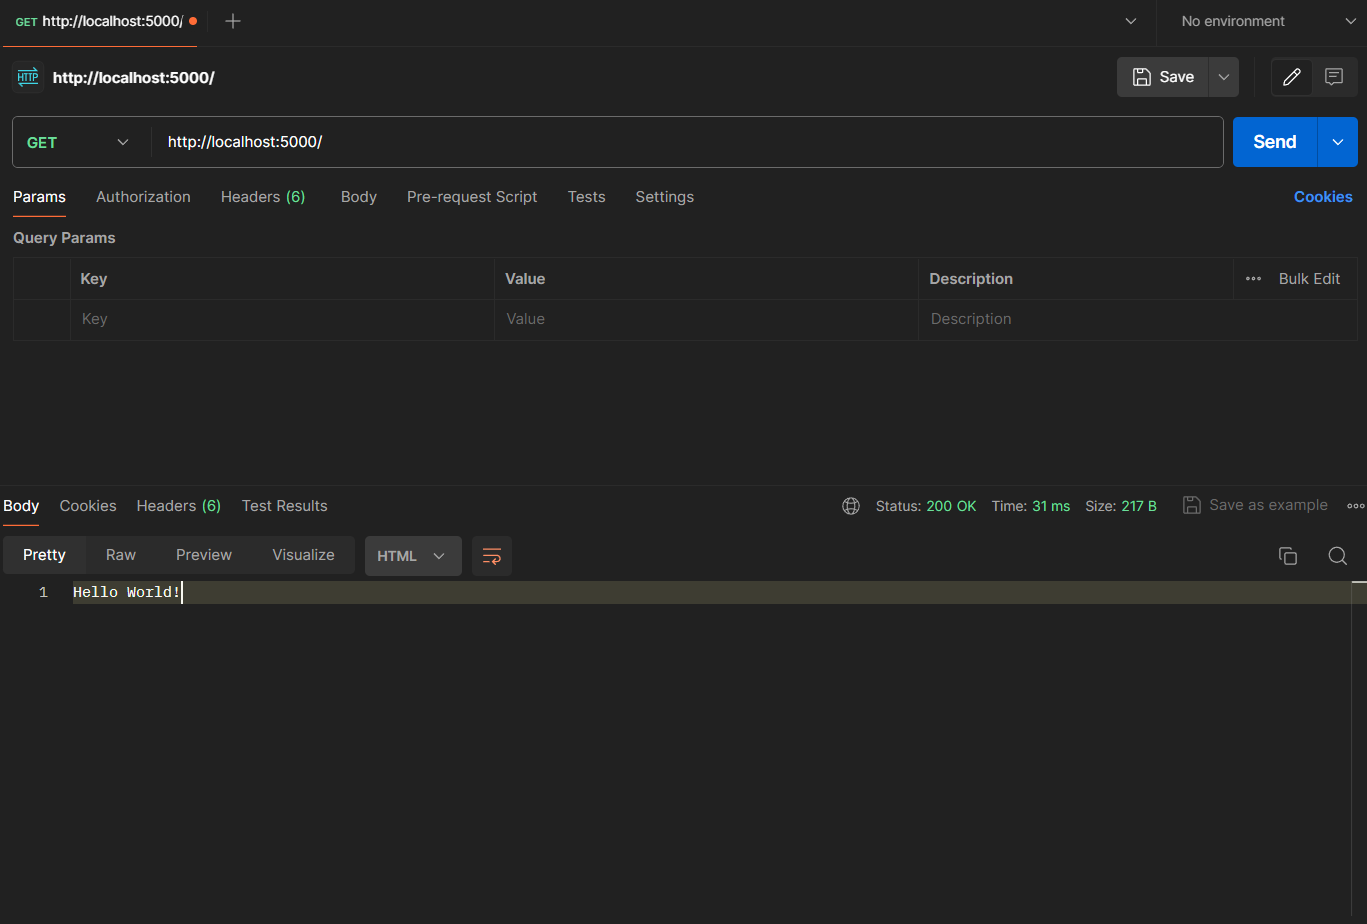 GET http://localhost:5000/
No environment
HTTP http://localhost:5000/
Save
GET http://localhost:5000/
Send
Params Authorization Headers (6) Body Pre-request Script Tests Settings Cookies
Query Params
Key Value Description Bulk Edit
Key Value Description
Body Cookies Headers (6) Test Results Status: 200 OK Time: 31 ms Size: 217 B Save as example
Pretty Raw Preview Visualize HTML
1 Hello World!